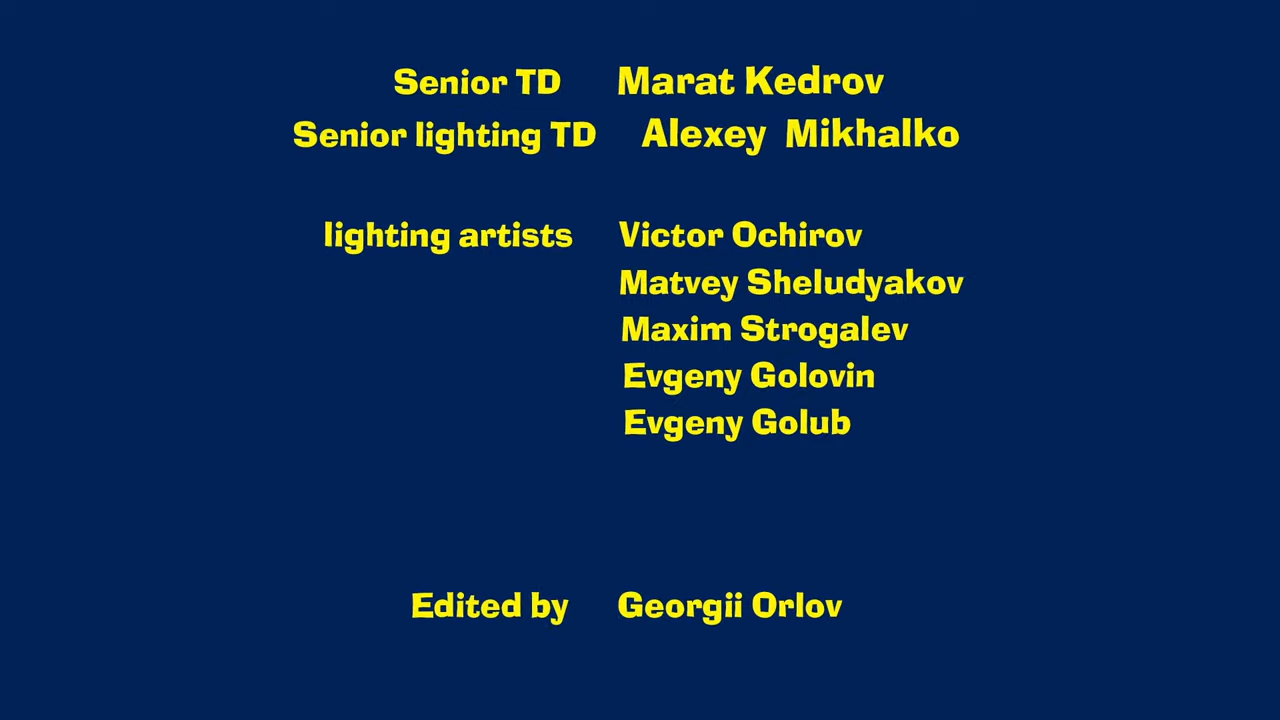 Senior TD Marat Kedrov
Senior lighting TD Alexey Mikhalko
lighting artists Victor Ochirov
Matvey Sheludyakov
Maxim Strogalev
Evgeny Golovin
Evgeny Golub
Edited by Georgii Orlov